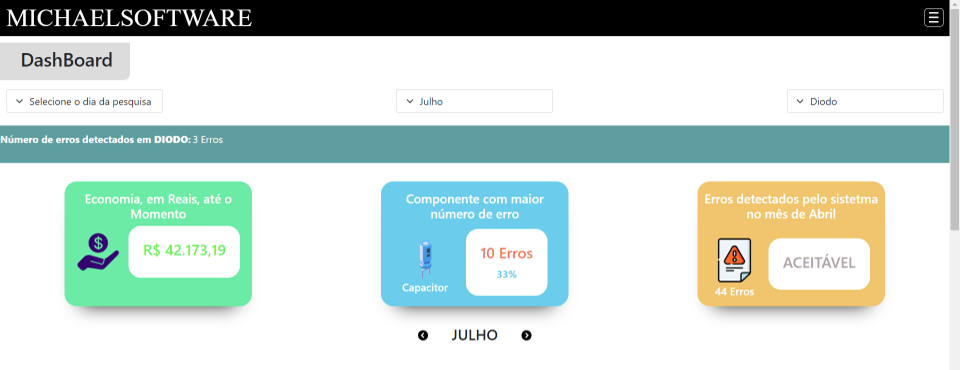 MICHAELSOFTWARE
DashBoard
Selecione o dia da pesquisa
Julho
Diodo
Número de erros detectados em DIODO: 3 Erros
Economia, em Reais, até o
Momento
$
R$ 42.173,19
Componente com maior
número de erro
Capacitor
10 Erros
33%
Erros detectados pelo sistetma
no mês de Abril
44 Erros
ACEITÁVEL
JULHO